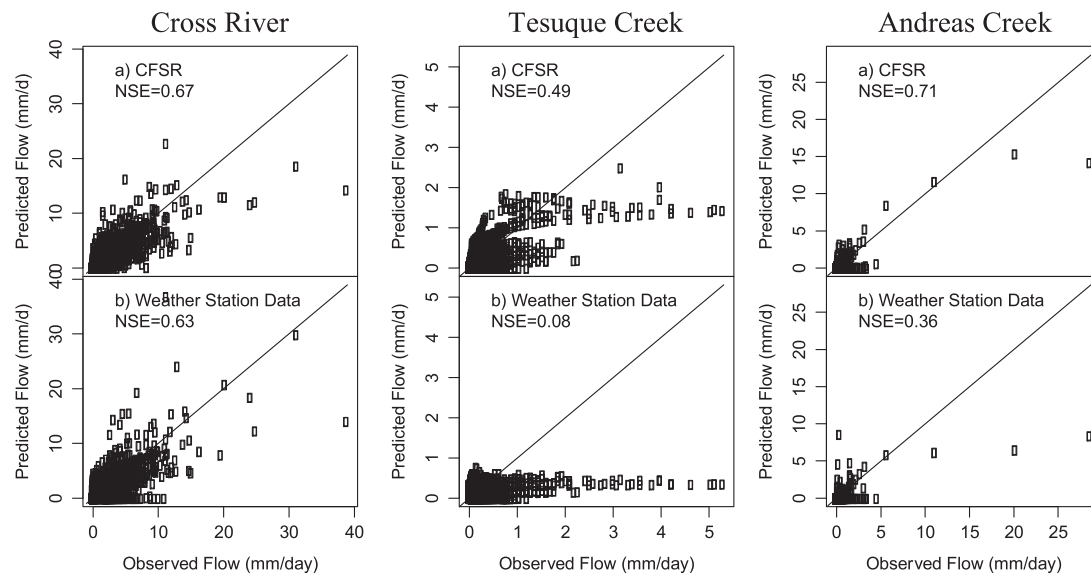 Cross River
Tesuque Creek
Andreas Creek
Predicted Flow (mm/d)
40
30
20
10
0
a) CFSR
NSE=0.67
Predicted Flow (mm/d)
5
4
3
2
1
0
a) CFSR
NSE=0.49
Predicted Flow (mm/d)
25
20
15
10
5
0
a) CFSR
NSE=0.71
Predicted Flow (mm/d)
40
30
20
10
0
b) Weather Station Data
NSE=0.63
Predicted Flow (mm/d)
5
4
3
2
1
0
b) Weather Station Data
NSE=0.08
Predicted Flow (mm/d)
25
20
15
10
5
0
b) Weather Station Data
NSE=0.36
0 10 20 30 40
0 1 2 3 4 5
0 5 10 15 20 25
Observed Flow (mm/day)
Observed Flow (mm/day)
Observed Flow (mm/day)